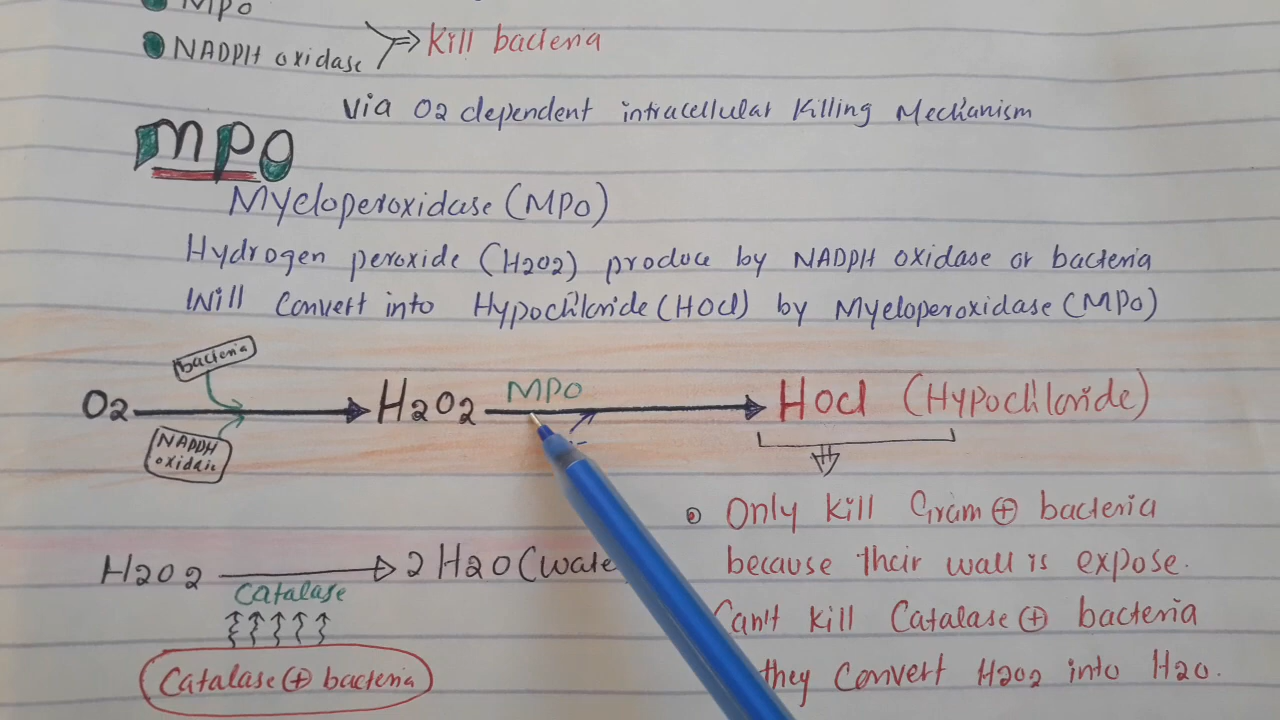 MPO
NADPH oxidase ⇒ Kill bacteria
Via O2 dependent intracellular Killing Mechanism
MPO
Myeloperoxidase (MPO)
Hydrogen peroxide (H2O2) produce by NADPH oxidase or bacteria
Will Convert into Hypochloride (HOCl) by Myeloperoxidase (MPO)
bacteria
O2 → H2O2 MPO → HOCl (Hypochloride)
NADPH
oxidase
Only kill Gram ⊕ bacteria
because their wall is expose.
H2O2 → 2 H2O
Catalase
Can't kill Catalase ⊕ bacteria
they Convert H2O2 into H2O.
Catalase ⊕ bacteria